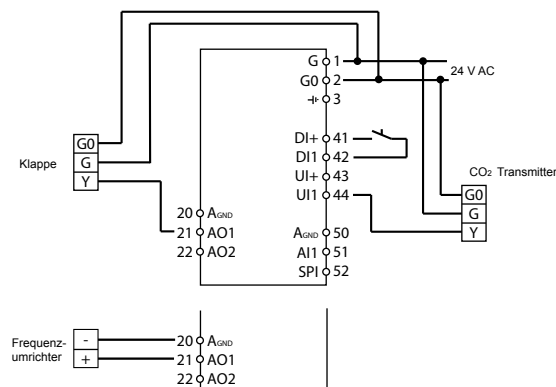 G 1
G0 2
24 V AC
3
DI+ 41
DI1 42
UI+ 43
UI1 44
Klappe
G0
G
Y
CO₂ Transmitter
G0
G
Y
20 AGND
21 AO1
22 AO2
AGND 50
AI1 51
SPI 52
Frequenz-
umrichter
-
+
20 AGND
21 AO1
22 AO2